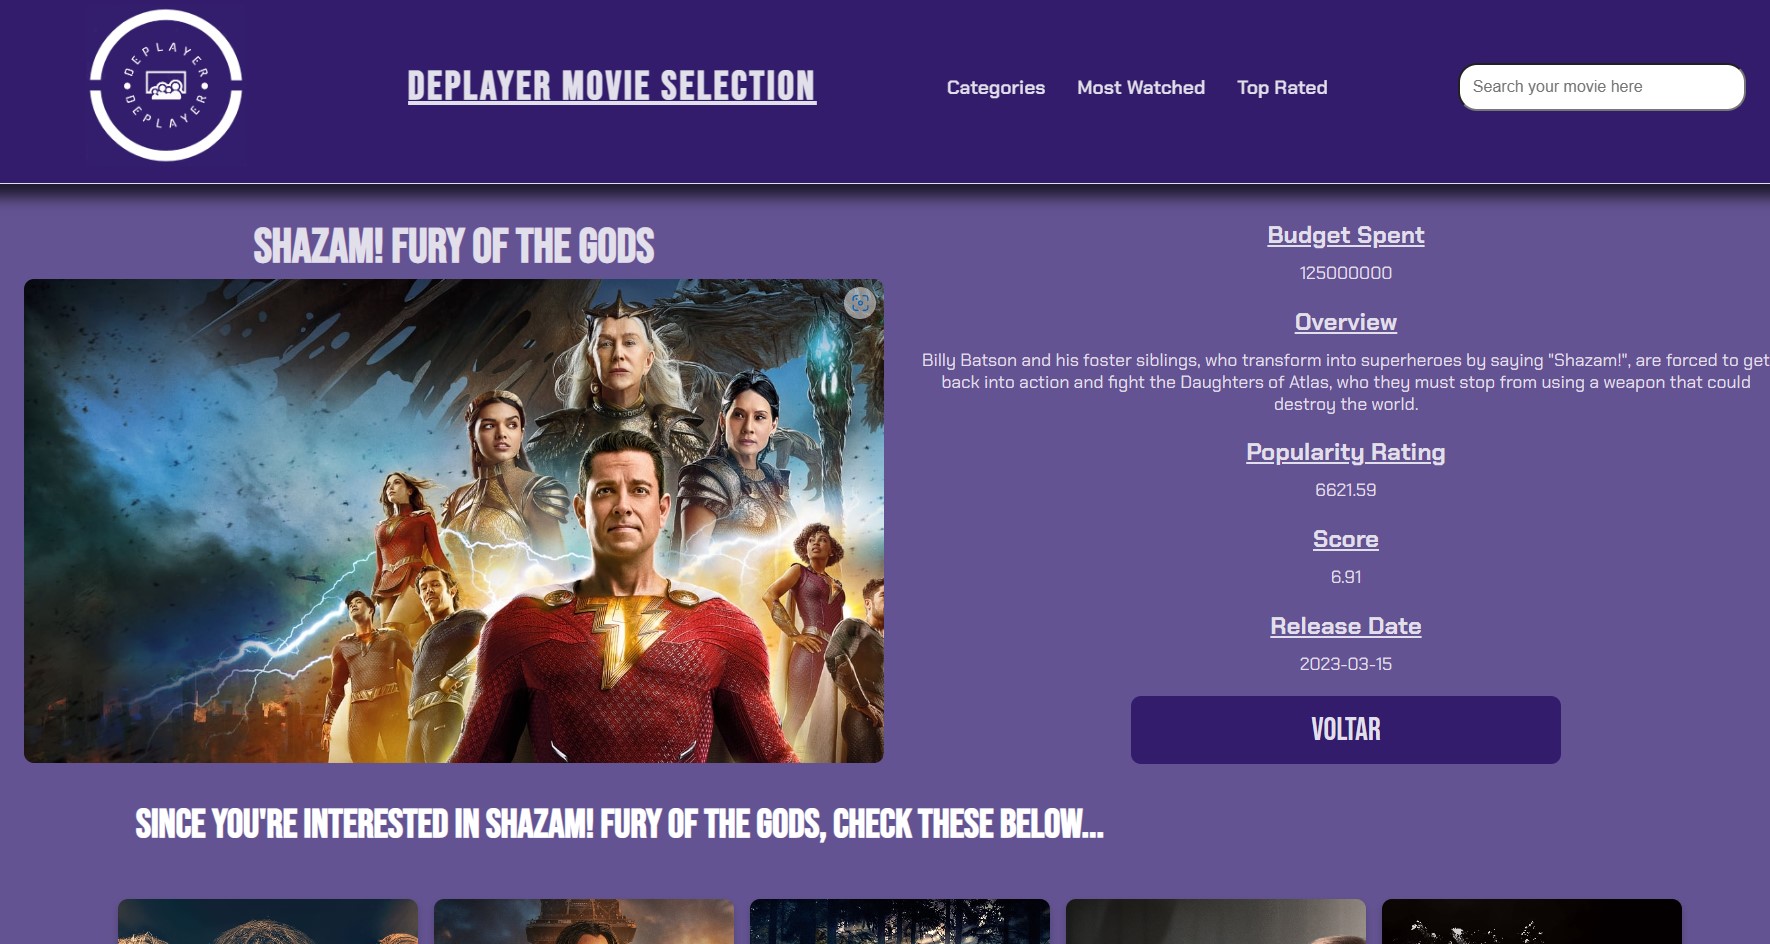 DEPLAYER
DEPLAYER
DEPLAYER MOVIE SELECTION
Categories
Most Watched
Top Rated
Search your movie here
SHAZAM! FURY OF THE GODS
Budget Spent
125000000
Overview
Billy Batson and his foster siblings, who transform into superheroes by saying "Shazam!", are forced to get
back into action and fight the Daughters of Atlas, who they must stop from using a weapon that could
destroy the world.
Popularity Rating
6621.59
Score
6.91
Release Date
2023-03-15
VOLTAR
SINCE YOU'RE INTERESTED IN SHAZAM! FURY OF THE GODS, CHECK THESE BELOW...